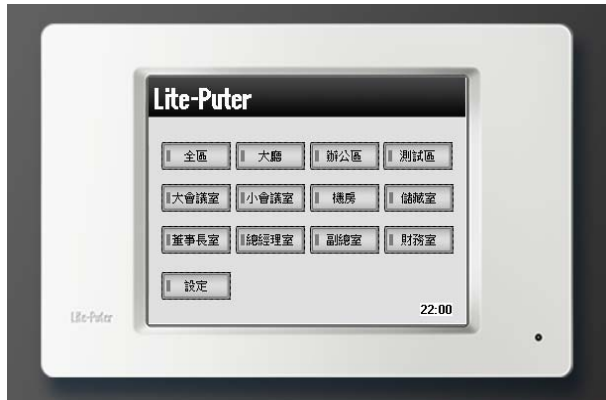 Lite-Puter
全區 大廳 辦公區 測試區
大會議室 小會議室 機房 儲藏室
董事長室 總經理室 副總室 財務室
設定
22:00
Lite-Puter